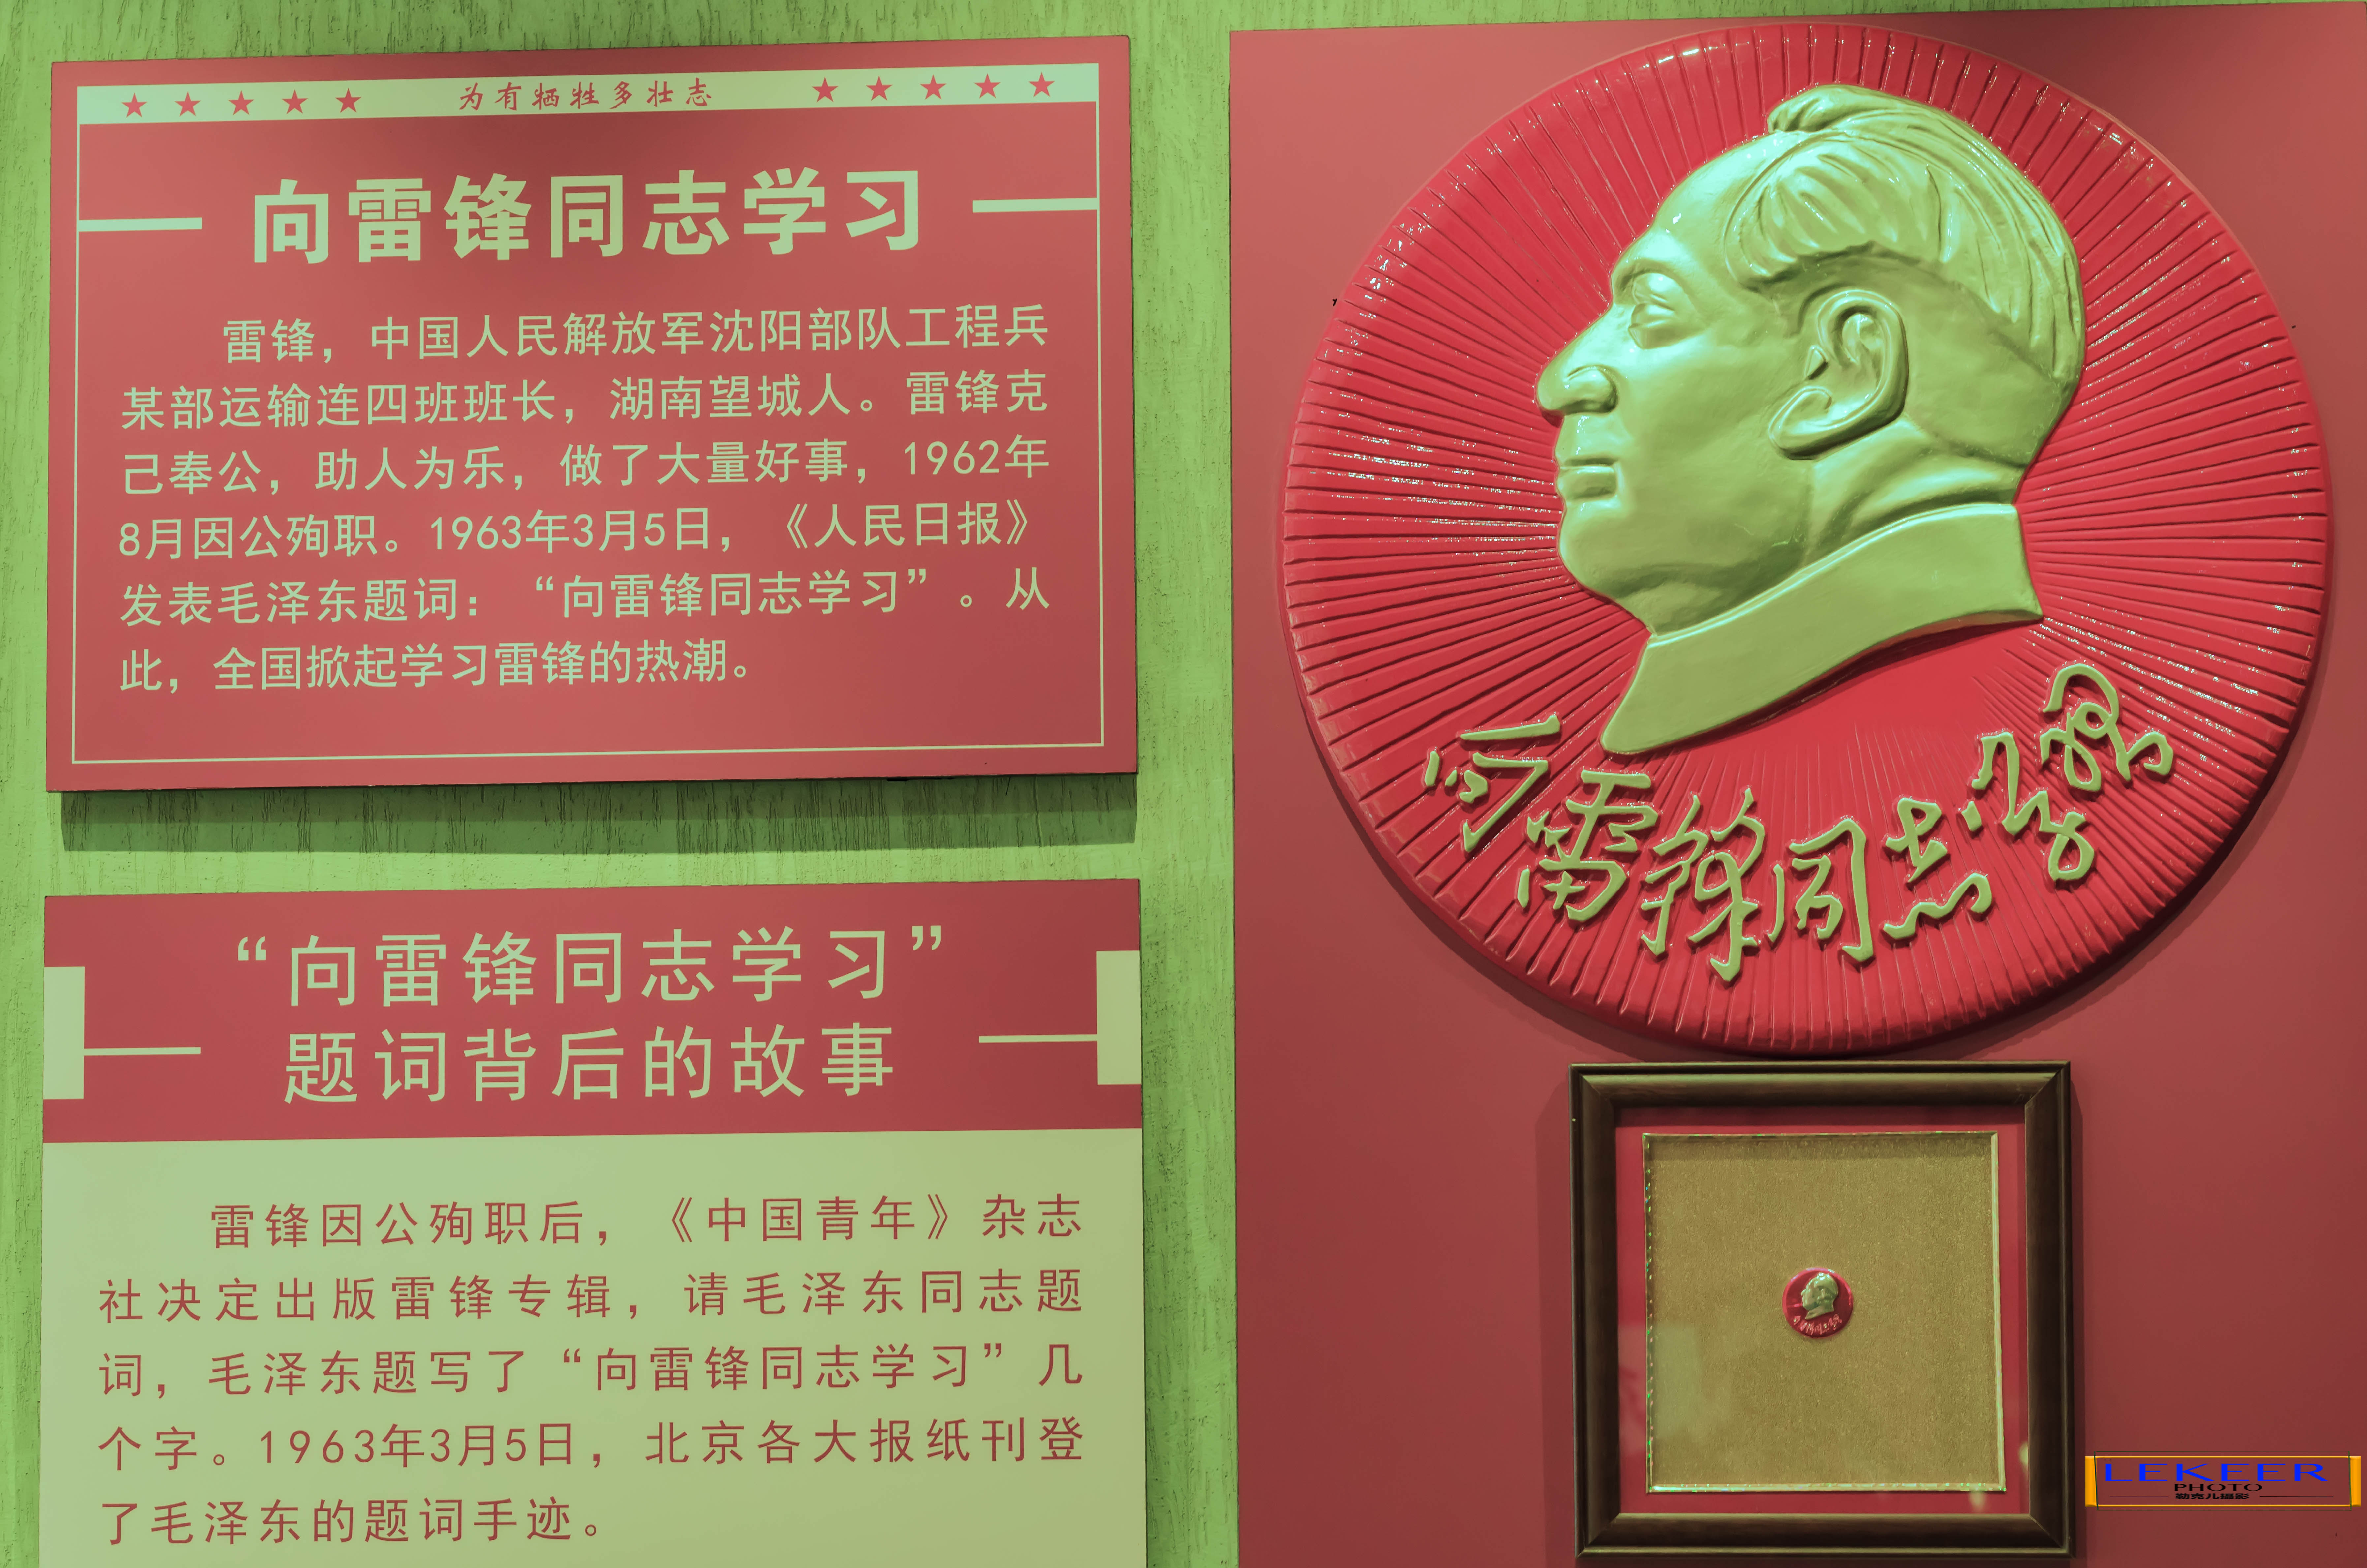 为有牺牲多壮志
向雷锋同志学习
雷锋，中国人民解放军沈阳部队工程兵
某部运输连四班班长，湖南望城人。雷锋克
己奉公，助人为乐，做了大量好事，1962年
8月因公殉职。1963年3月5日，《人民日报》
发表毛泽东题词：“向雷锋同志学习”。从
此，全国掀起学习雷锋的热潮。
“向雷锋同志学习”
题词背后的故事
雷锋因公殉职后，《中国青年》杂志
社决定出版雷锋专辑，请毛泽东同志题
词，毛泽东题写了“向雷锋同志学习”几
个字。1963年3月5日，北京各大报纸刊登
了毛泽东的题词手迹。
向雷锋同志学习
LEKEER
PHOTO
勒克儿摄影